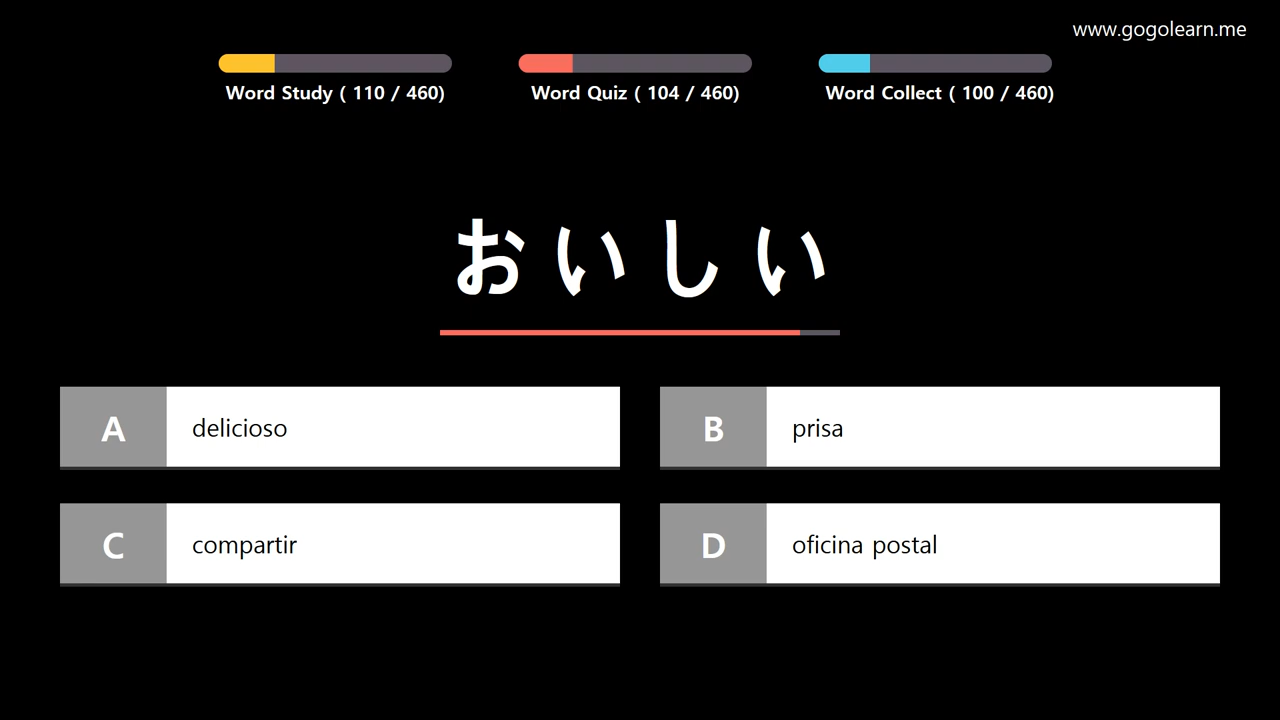 www.gogolearn.me
Word Study ( 110 / 460)
Word Quiz ( 104 / 460)
Word Collect ( 100 / 460)
おいしい
A delicioso
B prisa
C compartir
D oficina postal